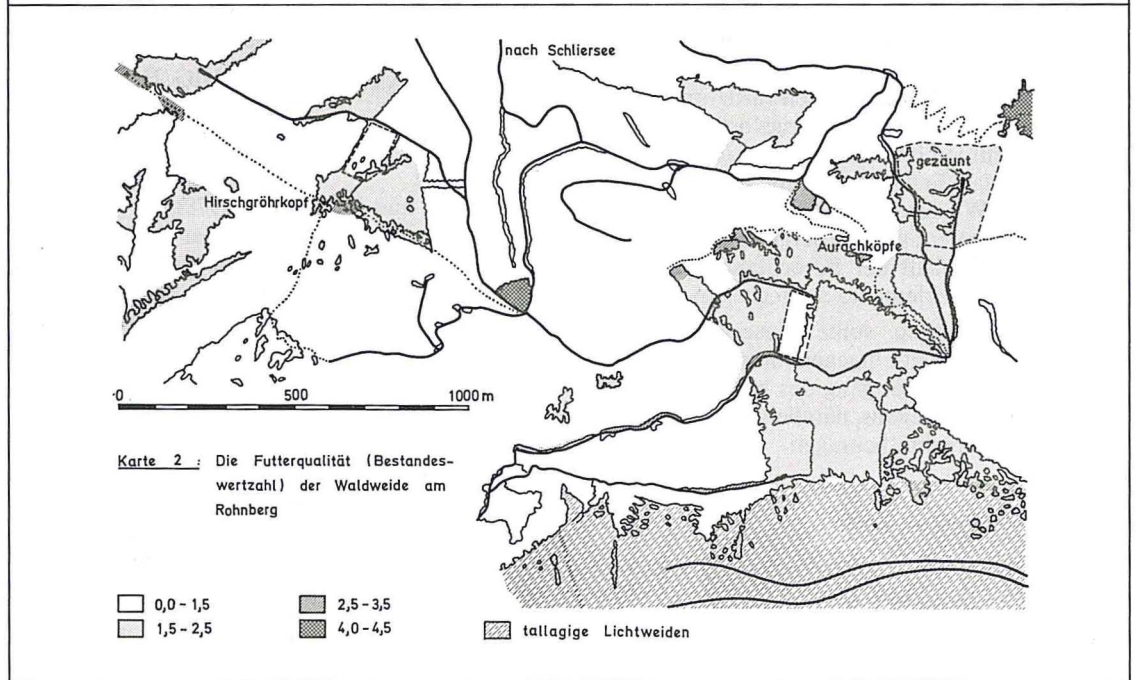 nach Schliersee
gezäunt
Hirschgröhrkopf
Aurachköpfe
0 500 1000 m
Karte 2 : Die Futterqualität (Bestandes-
wertzahl) der Waldweide am
Rohnberg
0,0 - 1,5
1,5 - 2,5
2,5 - 3,5
4,0 - 4,5
tallagige Lichtweiden